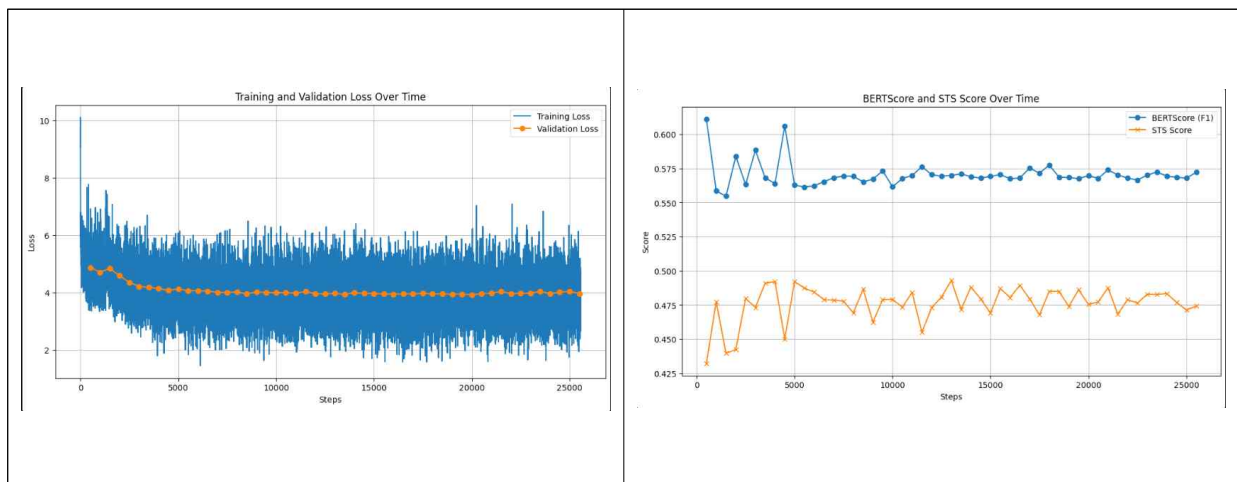 Training and Validation Loss Over Time
Training Loss
Validation Loss
10
8
6
4
2
Loss
0
5000
10000
15000
20000
25000
Steps
BERTScore and STS Score Over Time
BERTScore (F1)
STS Score
0.600
0.575
0.550
0.525
0.500
0.475
0.450
0.425
Score
0
5000
10000
15000
20000
25000
Steps